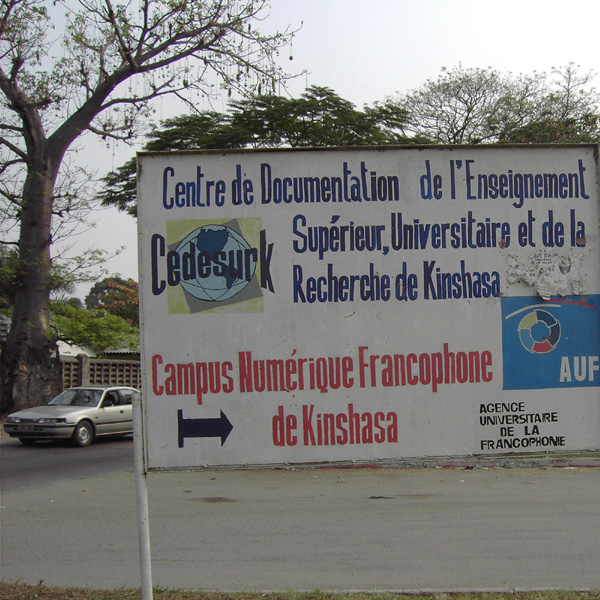 Centre de Documentation de l'Enseignement
Supérieur, Universitaire et de la
Recherche de Kinshasa
Cedesurk
Campus Numérique Francophone
de Kinshasa
AUF
AGENCE
UNIVERSITAIRE
DE LA
FRANCOPHONIE